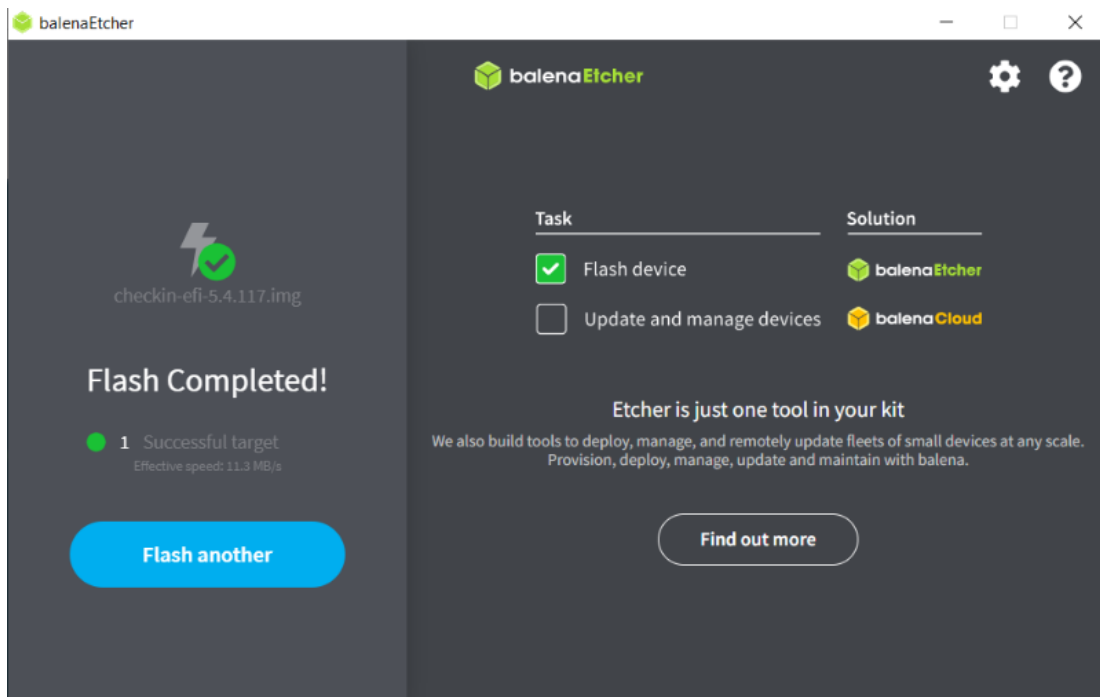 balenaEtcher
balenaEtcher
checkin-efi-5.4.117.img
Flash Completed!
1 Successful target
Effective speed: 11.3 MB/s
Flash another
Task Solution
Flash device balenaEtcher
Update and manage devices balenaCloud
Etcher is just one tool in your kit
We also build tools to deploy, manage, and remotely update fleets of small devices at any scale.
Provision, deploy, manage, update and maintain with balena.
Find out more